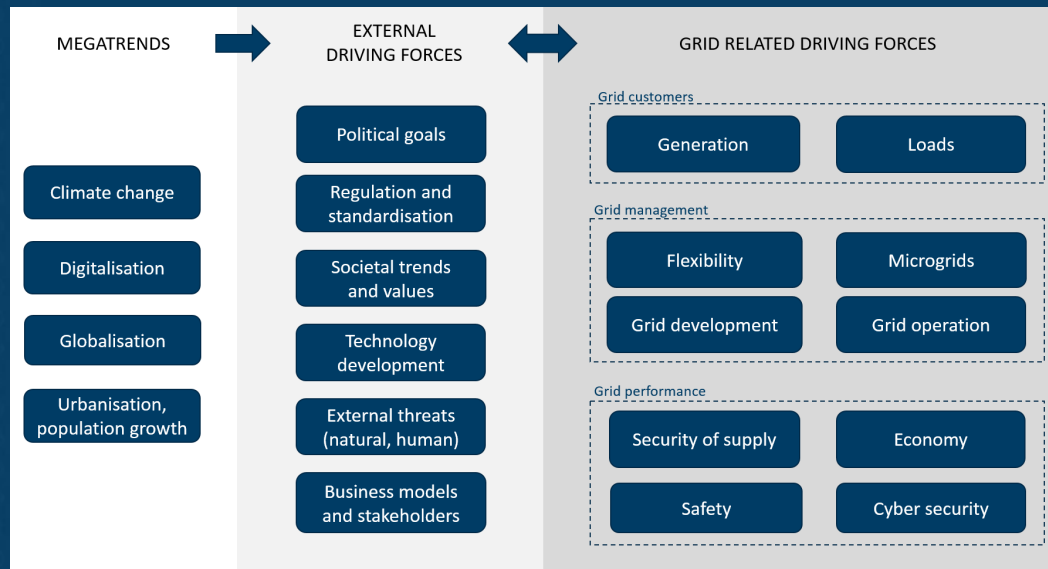 MEGATRENDS
EXTERNAL
DRIVING FORCES
GRID RELATED DRIVING FORCES
Climate change
Digitalisation
Globalisation
Urbanisation,
population growth
Political goals
Regulation and
standardisation
Societal trends
and values
Technology
development
External threats
(natural, human)
Business models
and stakeholders
Grid customers
Generation
Loads
Grid management
Flexibility
Microgrids
Grid development
Grid operation
Grid performance
Security of supply
Economy
Safety
Cyber security